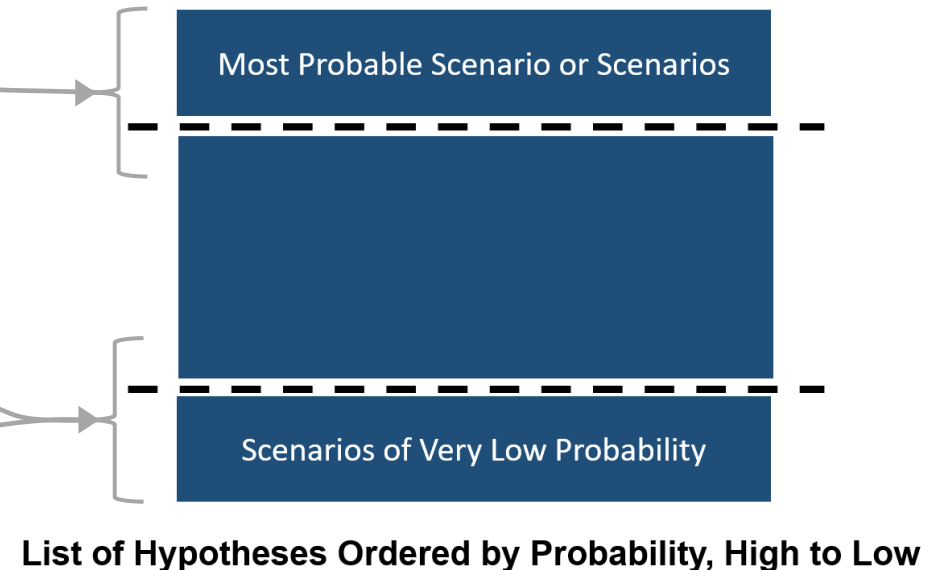 Most Probable Scenario or Scenarios
Scenarios of Very Low Probability
List of Hypotheses Ordered by Probability, High to Low